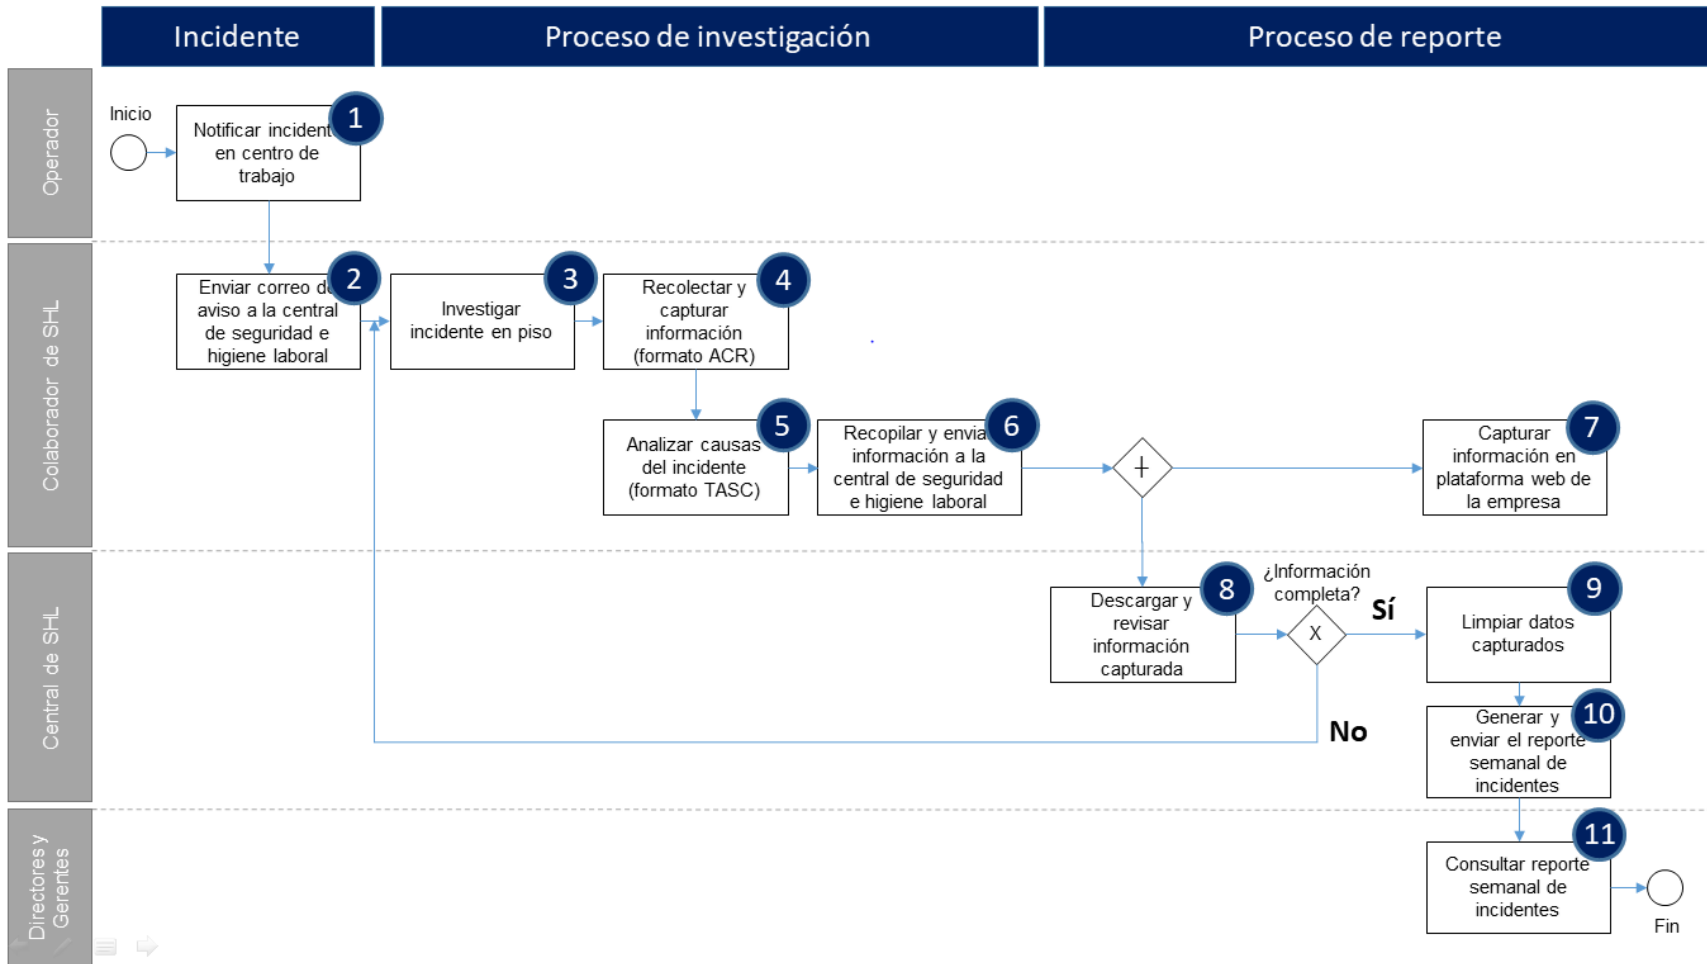 Incidente
Proceso de investigación
Proceso de reporte
Operador
Inicio
Notificar incident
en centro de
trabajo
1
Colaborador de SHL
Enviar correo d
aviso a la central
de seguridad e
higiene laboral
2
Investigar
incidente en piso
3
Recolectar y
capturar
información
(formato ACR)
4
Analizar causas
del incidente
(formato TASC)
5
Recopilar y envia
información a la
central de seguridad
e higiene laboral
6
+
Capturar
información en
plataforma web de
la empresa
7
Central de SHL
Descargar y
revisar
información
capturada
8
¿Información
completa?
X
Sí
No
Limpiar datos
capturados
9
Generar y
enviar el reporte
semanal de
incidentes
10
Directores y
Gerentes
Consultar reporte
semanal de
incidentes
11
Fin